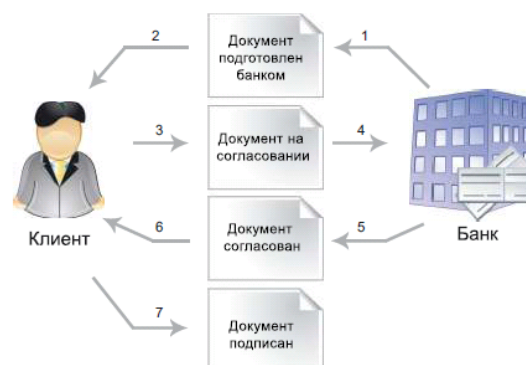 2
1
Документ
подготовлен
банком
3
4
Документ на
согласовании
6
5
Документ
согласован
Клиент
Банк
7
Документ
подписан